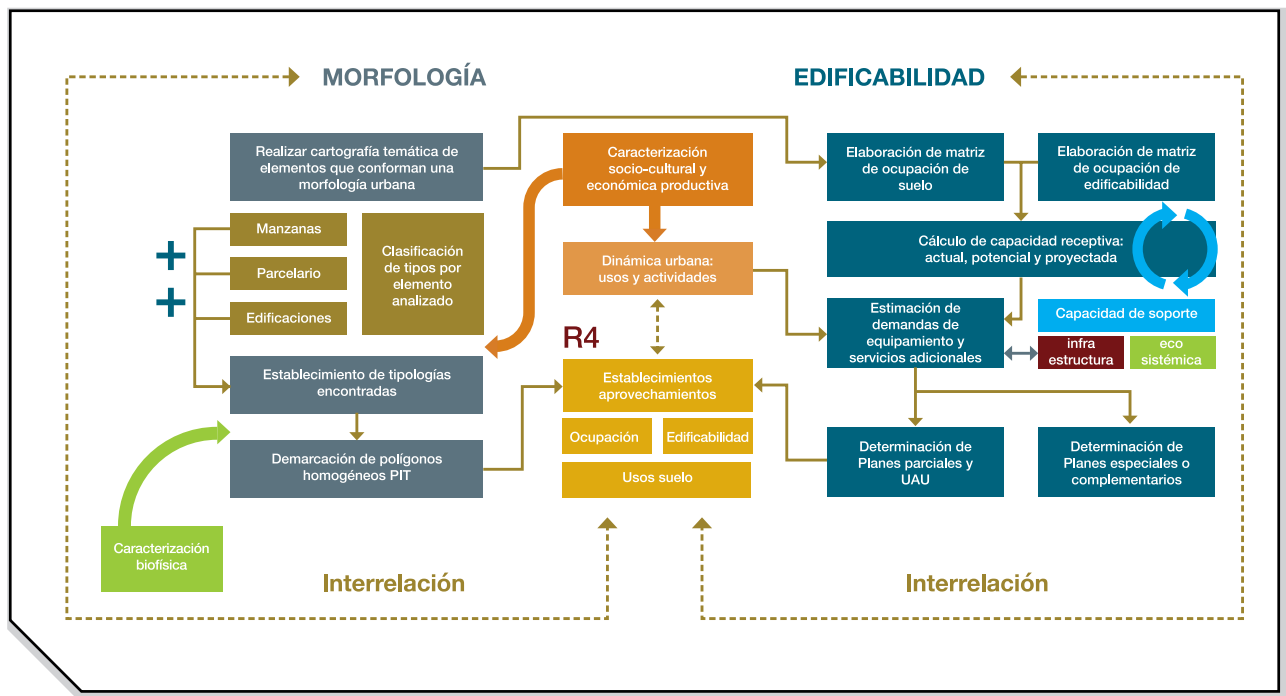 MORFOLOGÍA
EDIFICABILIDAD
Realizar cartografía temática de
elementos que conforman una
morfología urbana
Manzanas
Parcelario
Edificaciones
Clasificación
de tipos por
elemento
analizado
+
+
Establecimiento de tipologías
encontradas
Demarcación de polígonos
homogéneos PIT
Caracterización
biofísica
Interrelación
Caracterización
socio-cultural y
económica productiva
Dinámica urbana:
usos y actividades
R4
Establecimientos
aprovechamientos
Ocupación
Edificabilidad
Usos suelo
Elaboración de matriz
de ocupación de
suelo
Elaboración de matriz
de ocupación de
edificabilidad
Cálculo de capacidad receptiva:
actual, potencial y proyectada
Estimación de
demandas de
equipamiento y
servicios adicionales
Capacidad de soporte
infra
estructura
eco
sistémica
Determinación de
Planes parciales y
UAU
Determinación de
Planes especiales o
complementarios
Interrelación